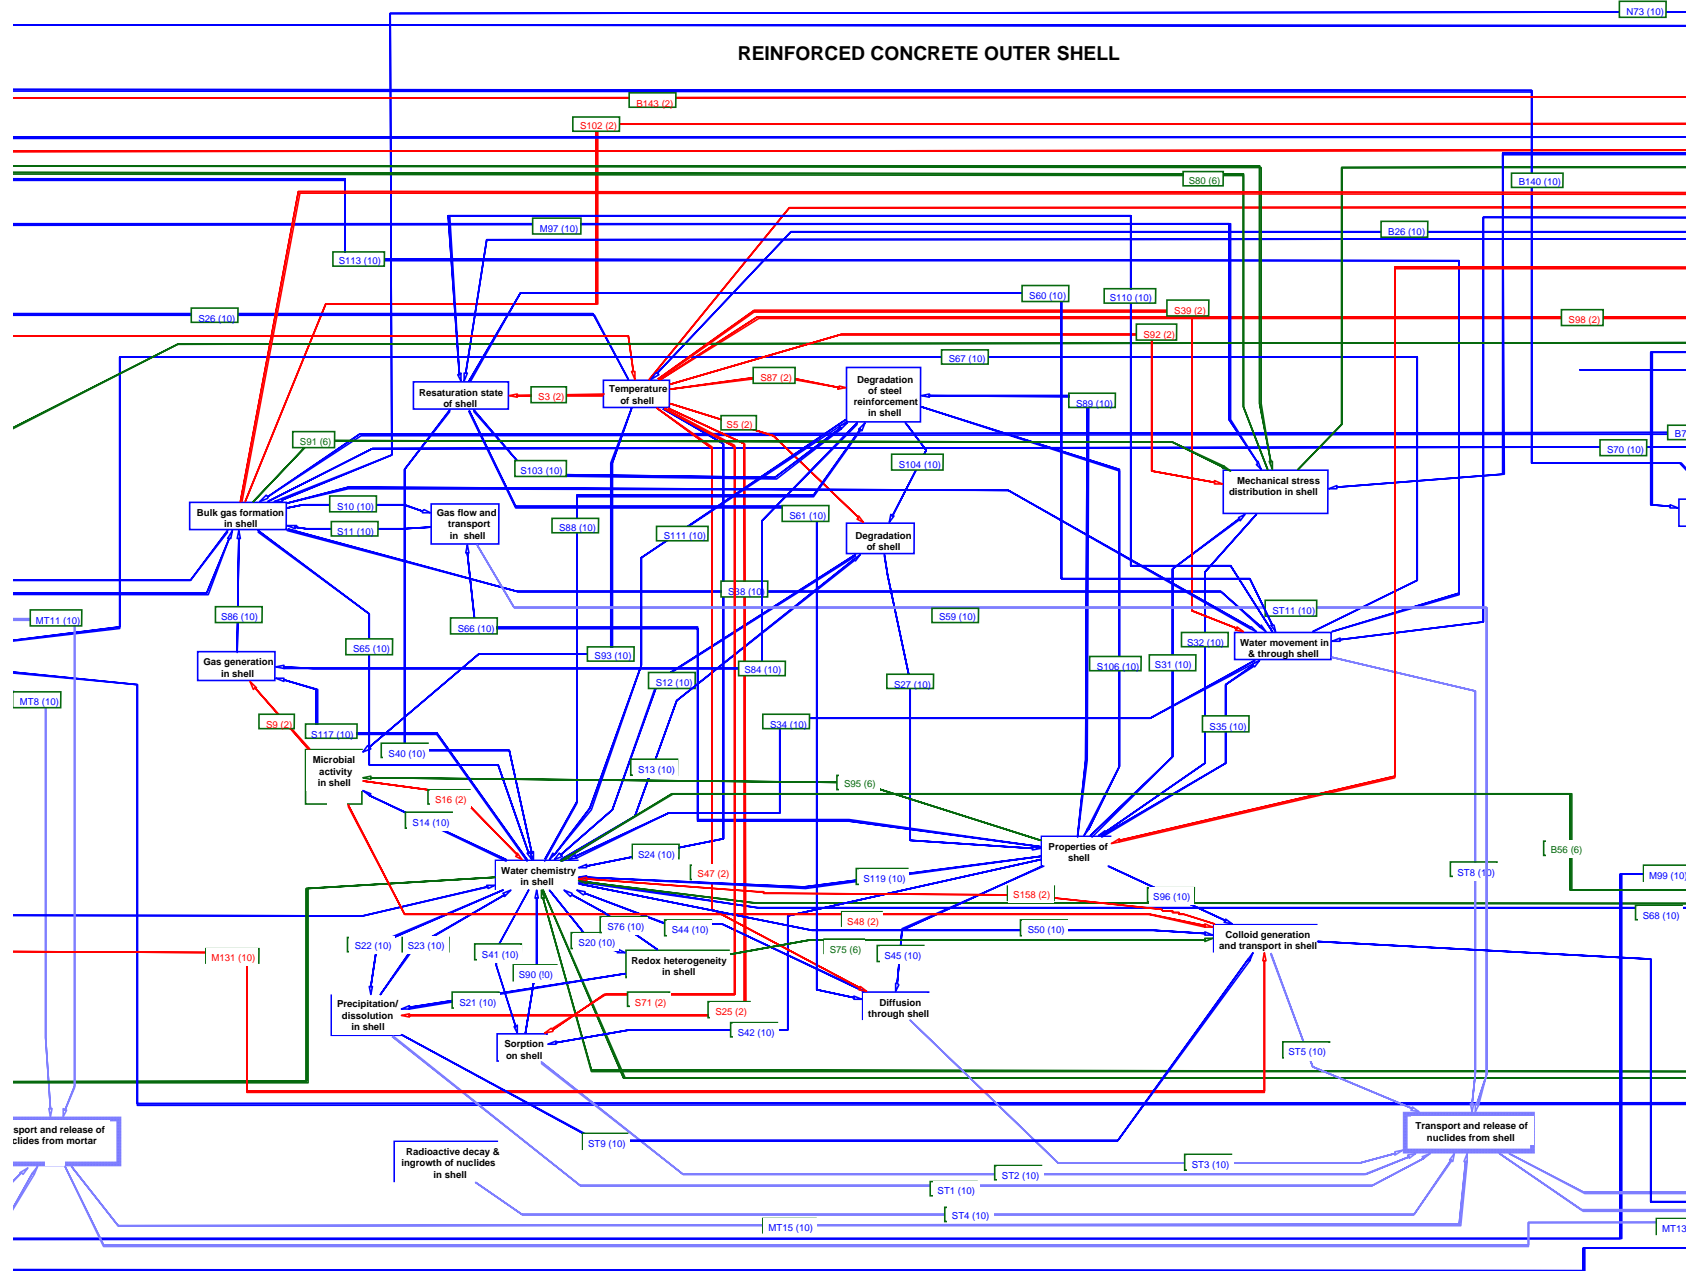 N73 (10)
REINFORCED CONCRETE OUTER SHELL
B143 (2)
S102 (2)
S80 (6)
B140 (10)
M97 (10)
B26 (10)
S113 (10)
S60 (10)
S110 (10)
S39 (2)
S26 (10)
S98 (2)
S92 (2)
S67 (10)
Resaturation state
of shell
S3 (2)
Temperature
of shell
S87 (2)
Degradation
of steel
reinforcement
in shell
S89 (10)
S91 (6)
S5 (2)
B7
S70 (10)
S103 (10)
S104 (10)
Mechanical stress
distribution in shell
Bulk gas formation
in shell
S10 (10)
S11 (10)
Gas flow and
transport
in shell
S88 (10)
S111 (10)
S61 (10)
Degradation
of shell
S38 (10)
MT11 (10)
S86 (10)
S66 (10)
S59 (10)
ST11 (10)
S65 (10)
S93 (10)
S32 (10)
Water movement in
& through shell
Gas generation
in shell
S84 (10)
S106 (10)
S31 (10)
S12 (10)
S27 (10)
MT8 (10)
S9 (2)
S117 (10)
S34 (10)
S35 (10)
S40 (10)
Microbial
activity
in shell
S13 (10)
S95 (6)
S16 (2)
S14 (10)
S24 (10)
Properties of
shell
B56 (6)
Water chemistry
in shell
S47 (2)
S119 (10)
ST8 (10)
M99 (10)
S158 (2)
S96 (10)
S68 (10)
S48 (2)
S76 (10)
S44 (10)
S50 (10)
S22 (10)
S23 (10)
S20 (10)
Colloid generation
and transport in shell
S41 (10)
S75 (6)
S45 (10)
M131 (10)
Redox heterogeneity
in shell
S90 (!0)
S21 (10)
S71 (2)
S25 (2)
Precipitation/
dissolution
in shell
Diffusion
through shell
S42 (10)
Sorption
on shell
ST5 (10)
sport and release of
clides from mortar
Transport and release of
nuclides from shell
ST9 (10)
Radioactive decay &
ingrowth of nuclides
in shell
ST3 (10)
ST2 (10)
ST1 (10)
ST4 (10)
MT15 (10)
MT13